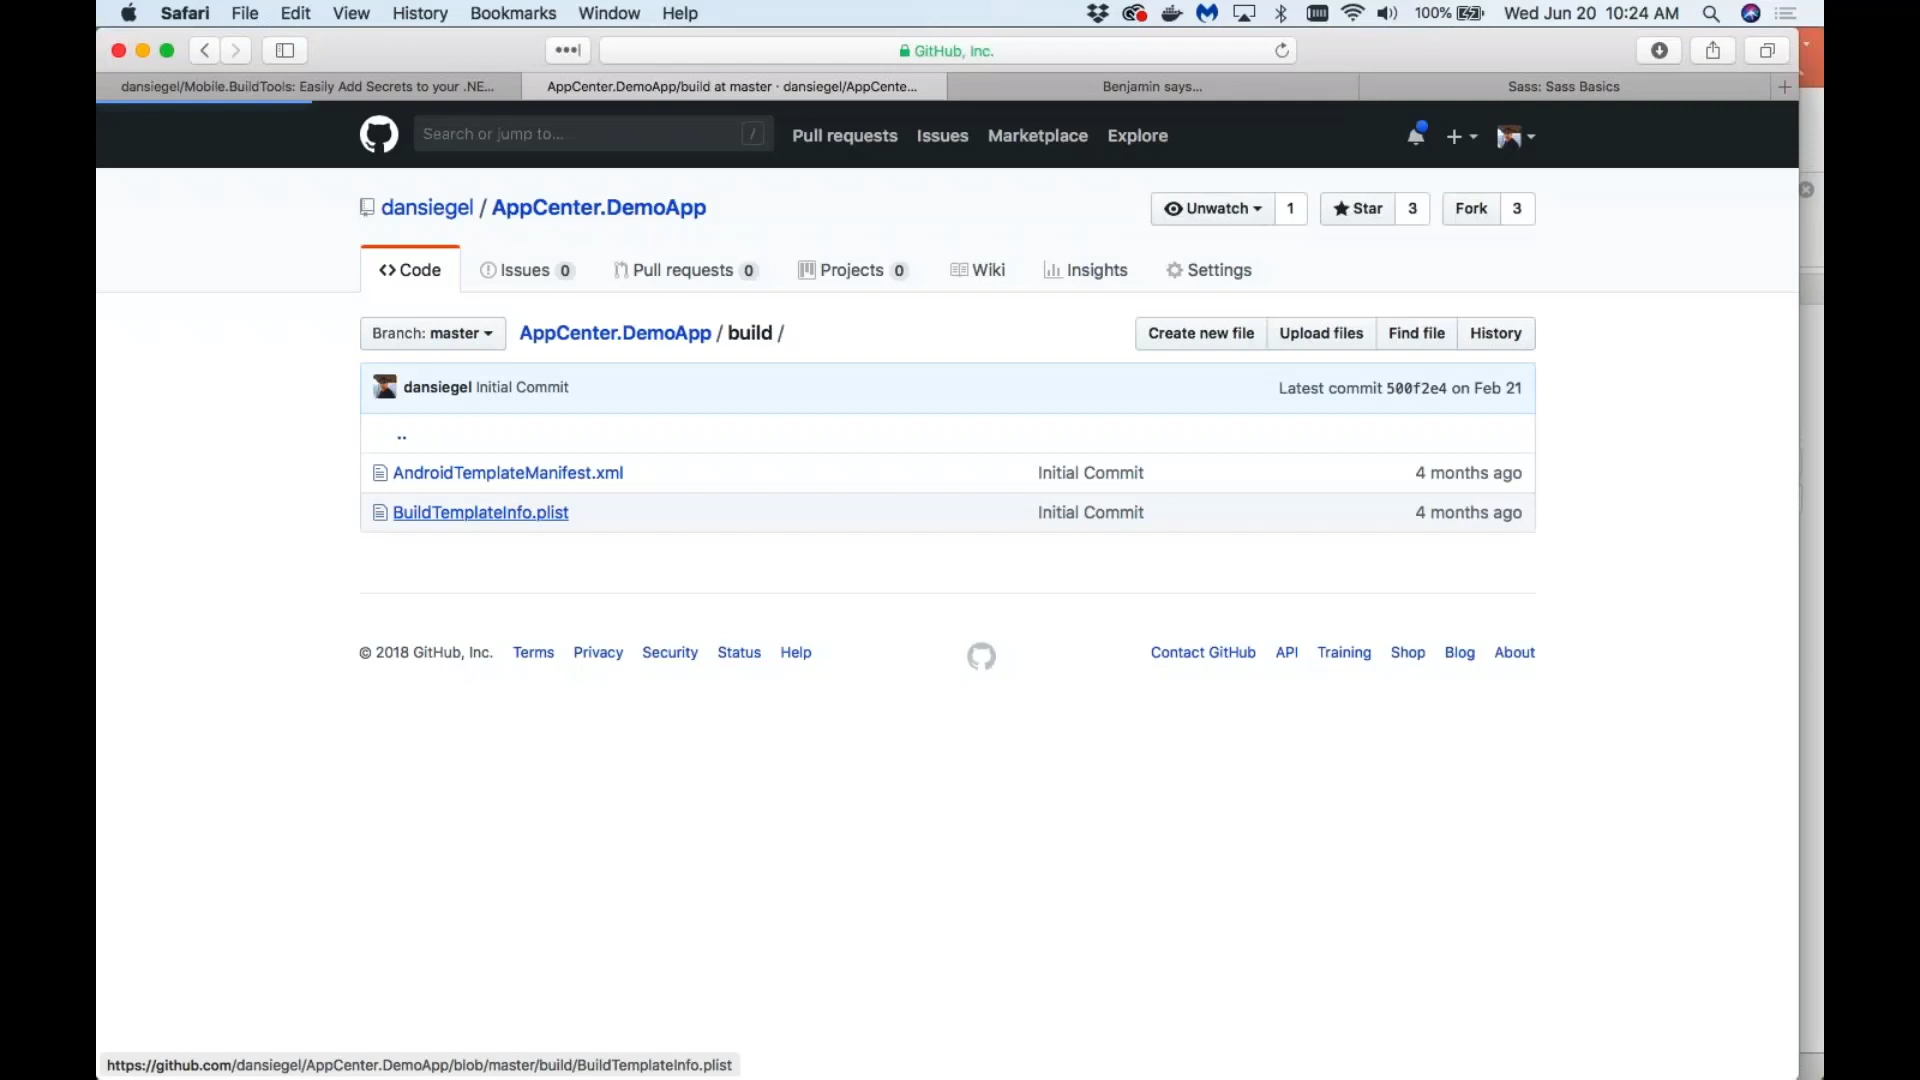 Safari File Edit View History Bookmarks Window Help 100% Wed Jun 20 10:24 AM
GitHub, Inc.
dansiegel/Mobile.BuildTools: Easily Add Secrets to your .NE... AppCenter.DemoApp/build at master · dansiegel/AppCente... Benjamin says... Sass: Sass Basics
Search or jump to... / Pull requests Issues Marketplace Explore
dansiegel / AppCenter.DemoApp Unwatch 1 Star 3 Fork 3
Code Issues 0 Pull requests 0 Projects 0 Wiki Insights Settings
Branch: master AppCenter.DemoApp / build / Create new file Upload files Find file History
dansiegel Initial Commit Latest commit 500f2e4 on Feb 21
..
AndroidTemplateManifest.xml Initial Commit 4 months ago
BuildTemplateInfo.plist Initial Commit 4 months ago
© 2018 GitHub, Inc. Terms Privacy Security Status Help Contact GitHub API Training Shop Blog About
https://github.com/dansiegel/AppCenter.DemoApp/blob/master/build/BuildTemplateInfo.plist